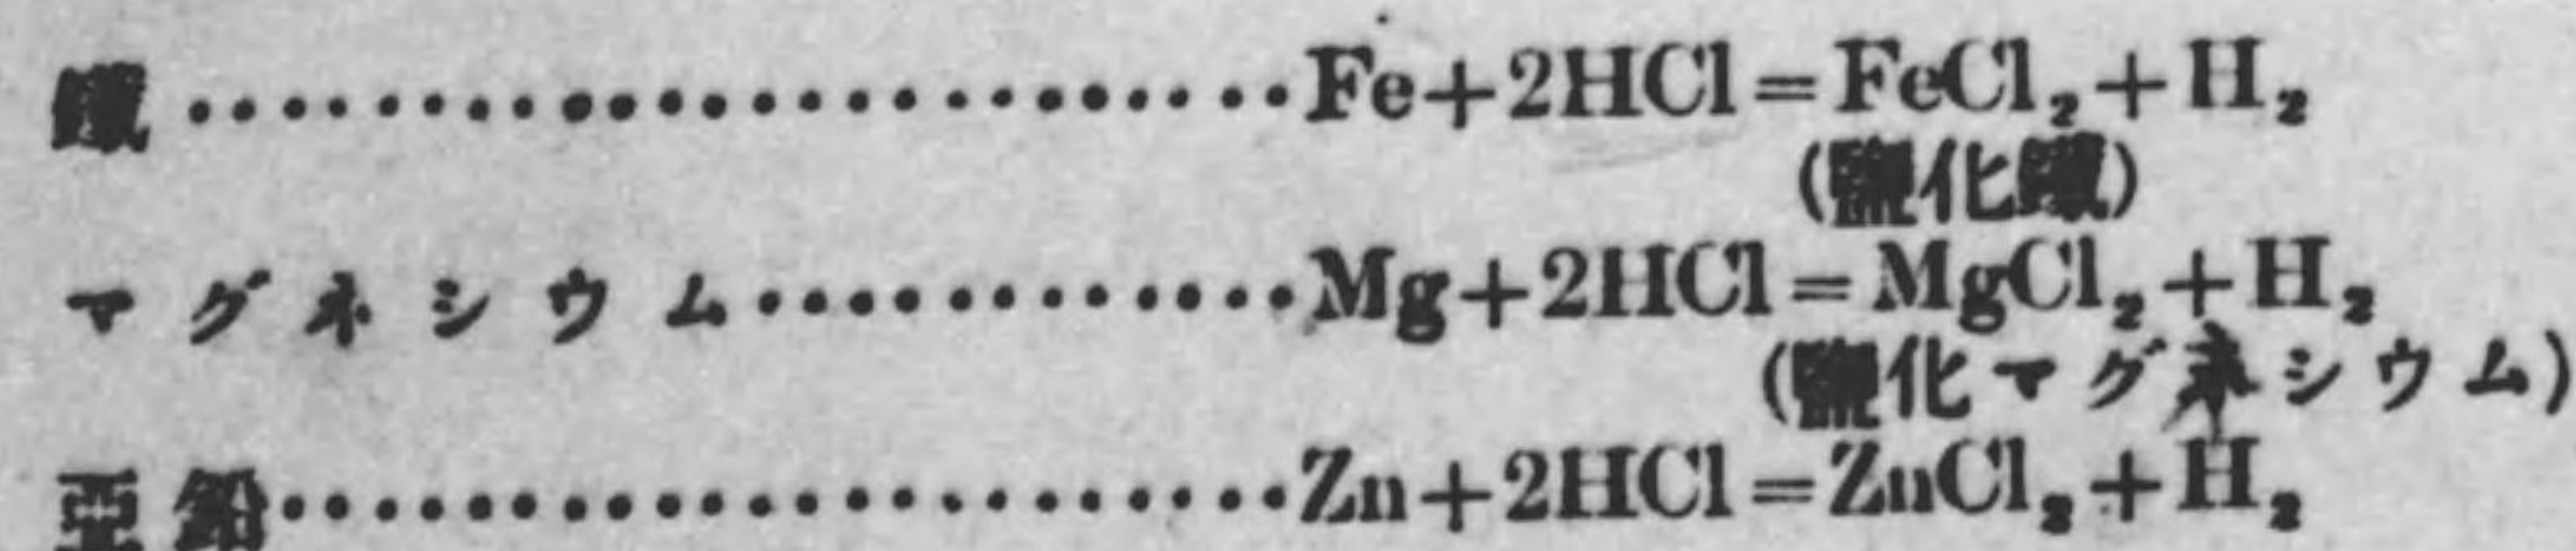 鐵························Fe+2HCl=FeCl₂+H₂
(鹽化鐵)
マグネシウム············Mg+2HCl=MgCl₂+H₂
(鹽化マグネシウム)
亞鉛······················Zn+2HCl=ZnCl₂+H₂